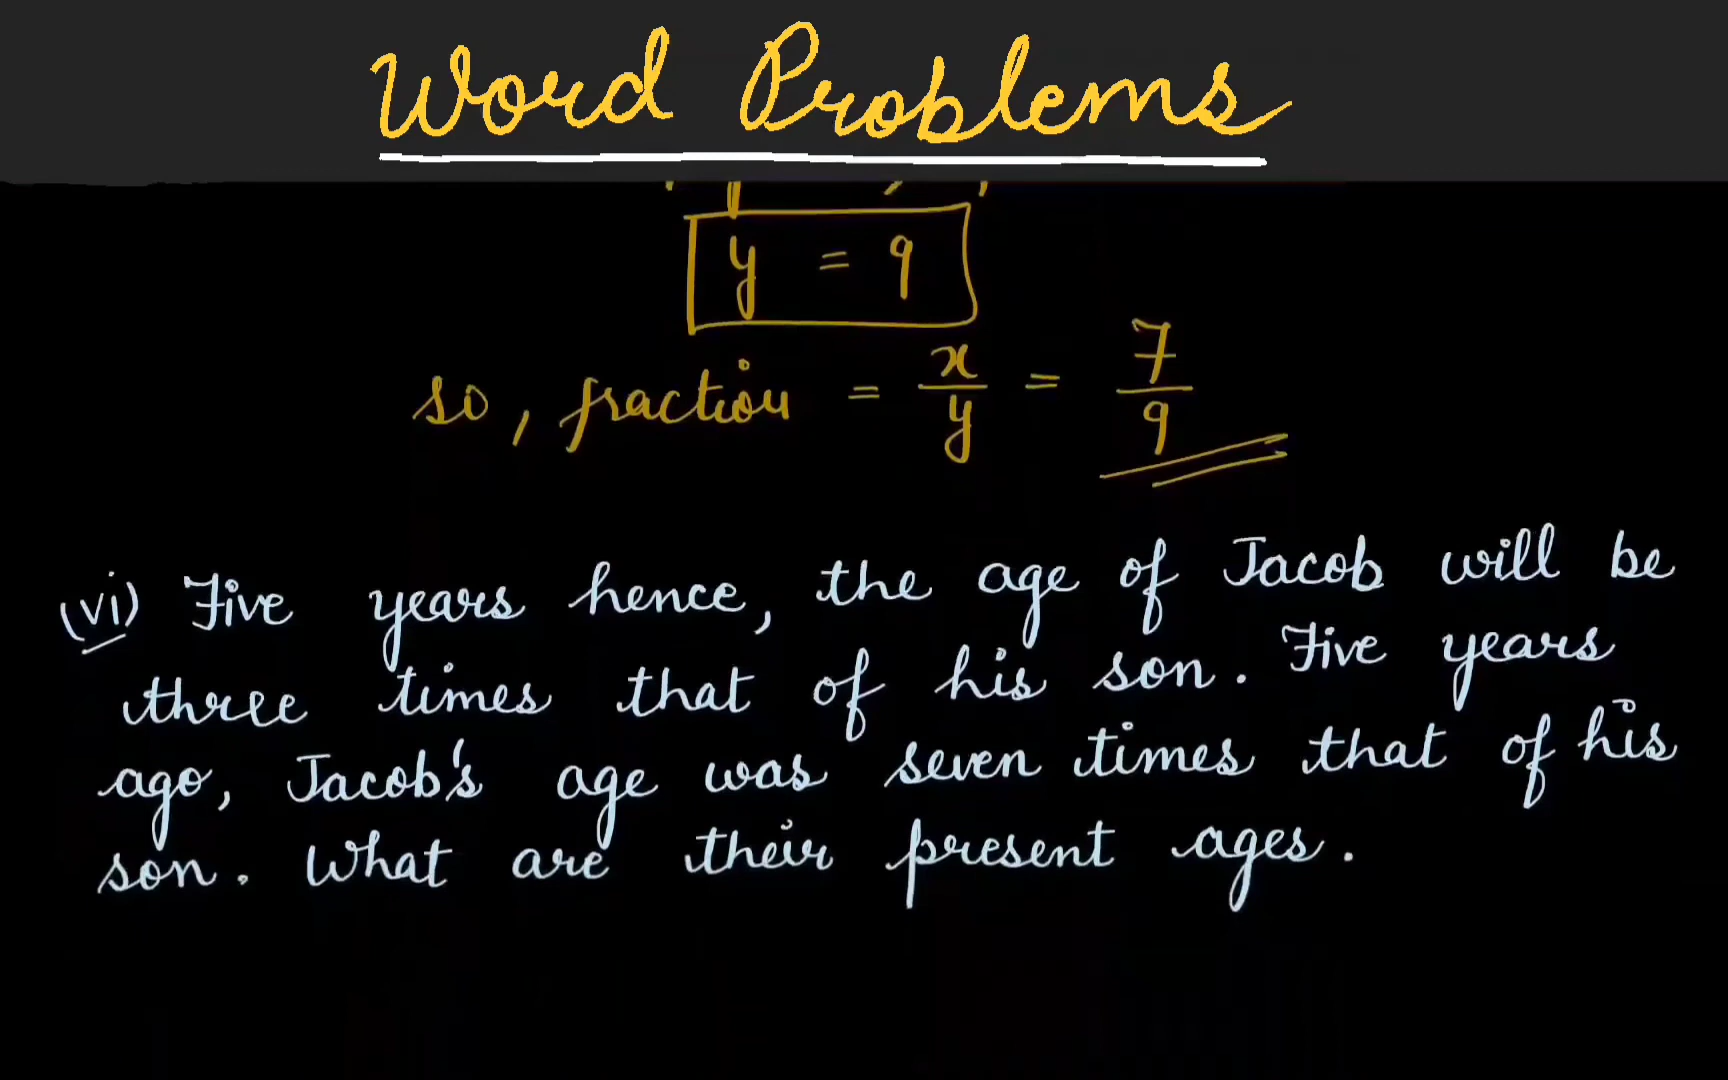 Word Problems
y = 9
so, fraction = x/y = 7/9
(vi) Five years hence, the age of Jacob will be
three times that of his son. Five years
ago, Jacob's age was seven times that of his
son. What are their present ages.